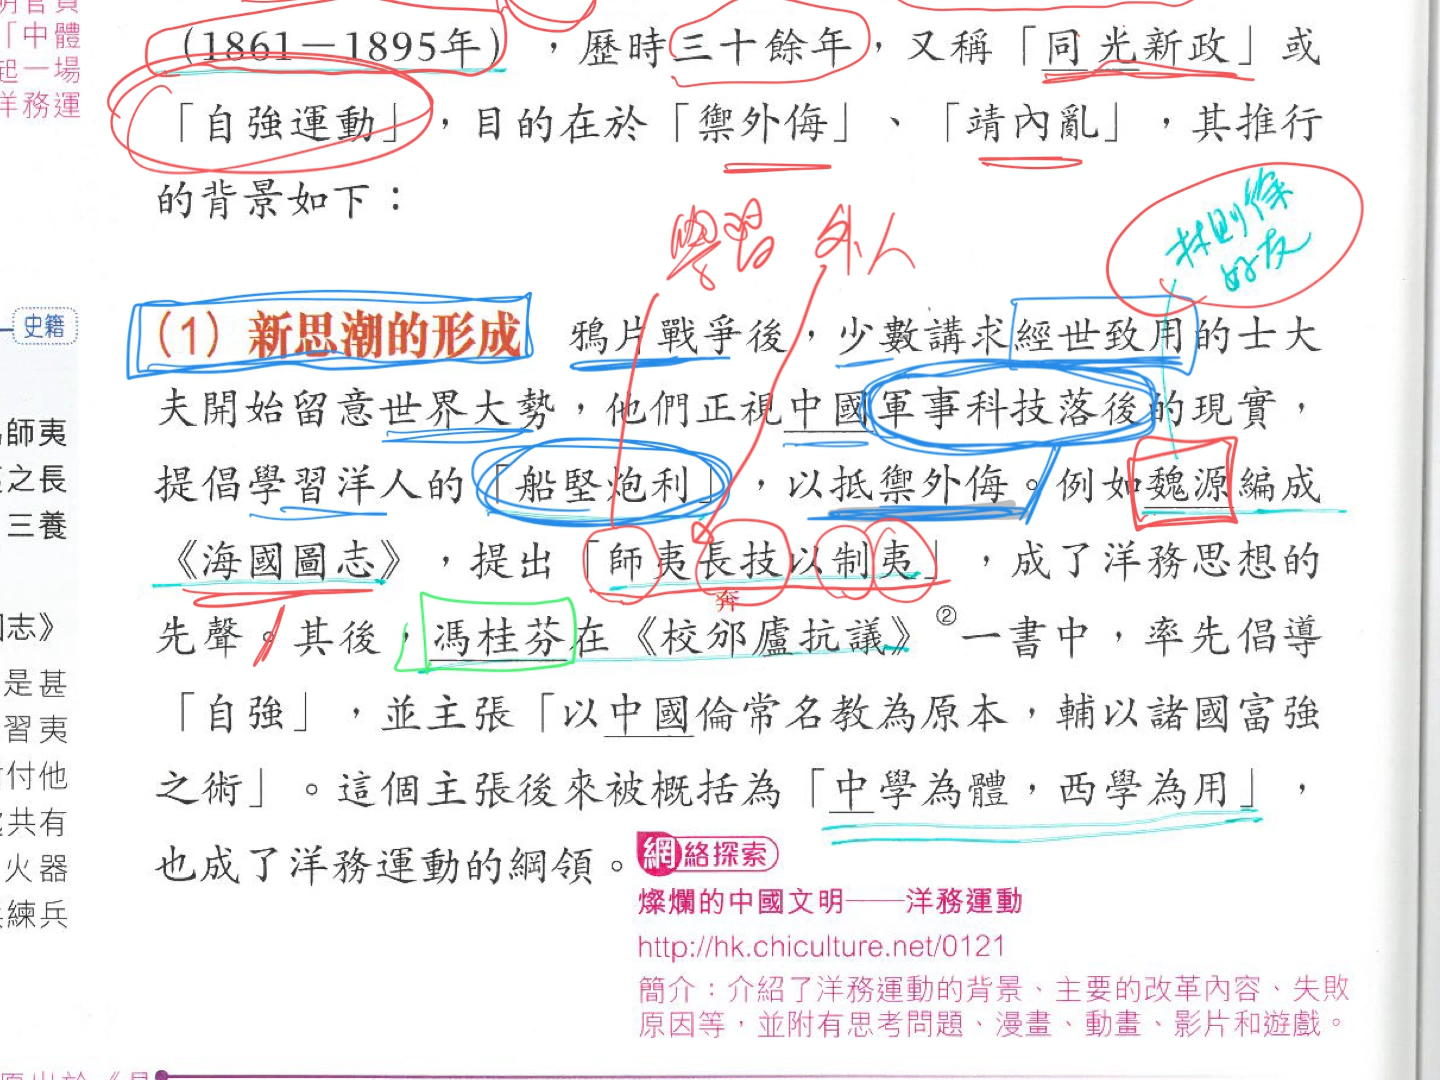 明官員
「中體
起一場
洋務運
（1861－1895年），歷時三十餘年，又稱「同光新政」或
「自強運動」，目的在於「禦外侮」、「靖內亂」，其推行
的背景如下：
學習 外人
林則徐
好友
史籍
（1）新思潮的形成 鴉片戰爭後，少數講求經世致用的士大
夫開始留意世界大勢，他們正視中國軍事科技落後的現實，
提倡學習洋人的「船堅炮利」，以抵禦外侮。例如魏源編成
《海國圖志》，提出「師夷長技以制夷」，成了洋務思想的
奔
先聲。其後，馮桂芬在《校邠廬抗議》②一書中，率先倡導
「自強」，並主張「以中國倫常名教為原本，輔以諸國富強
之術」。這個主張後來被概括為「中學為體，西學為用」，
也成了洋務運動的綱領。
師夷
之長
三養
志》
是甚
習夷
付他
共有
火器
練兵
網絡探索
燦爛的中國文明——洋務運動
http://hk.chiculture.net/0121
簡介：介紹了洋務運動的背景、主要的改革內容、失敗
原因等，並附有思考問題、漫畫、動畫、影片和遊戲。